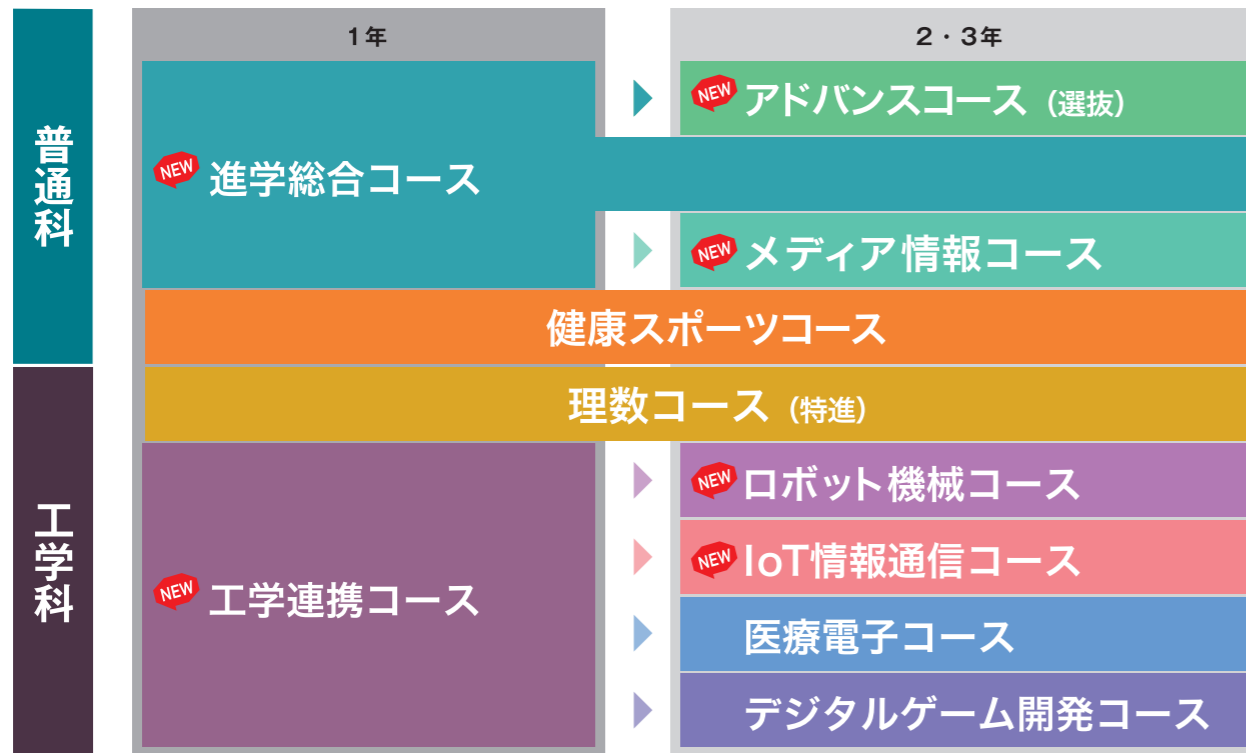 1年
2・3年
普通科
NEW 進学総合コース
NEW アドバンスコース（選抜）
NEW メディア情報コース
健康スポーツコース
工学科
理数コース（特進）
NEW 工学連携コース
NEW ロボット機械コース
NEW IoT情報通信コース
医療電子コース
デジタルゲーム開発コース